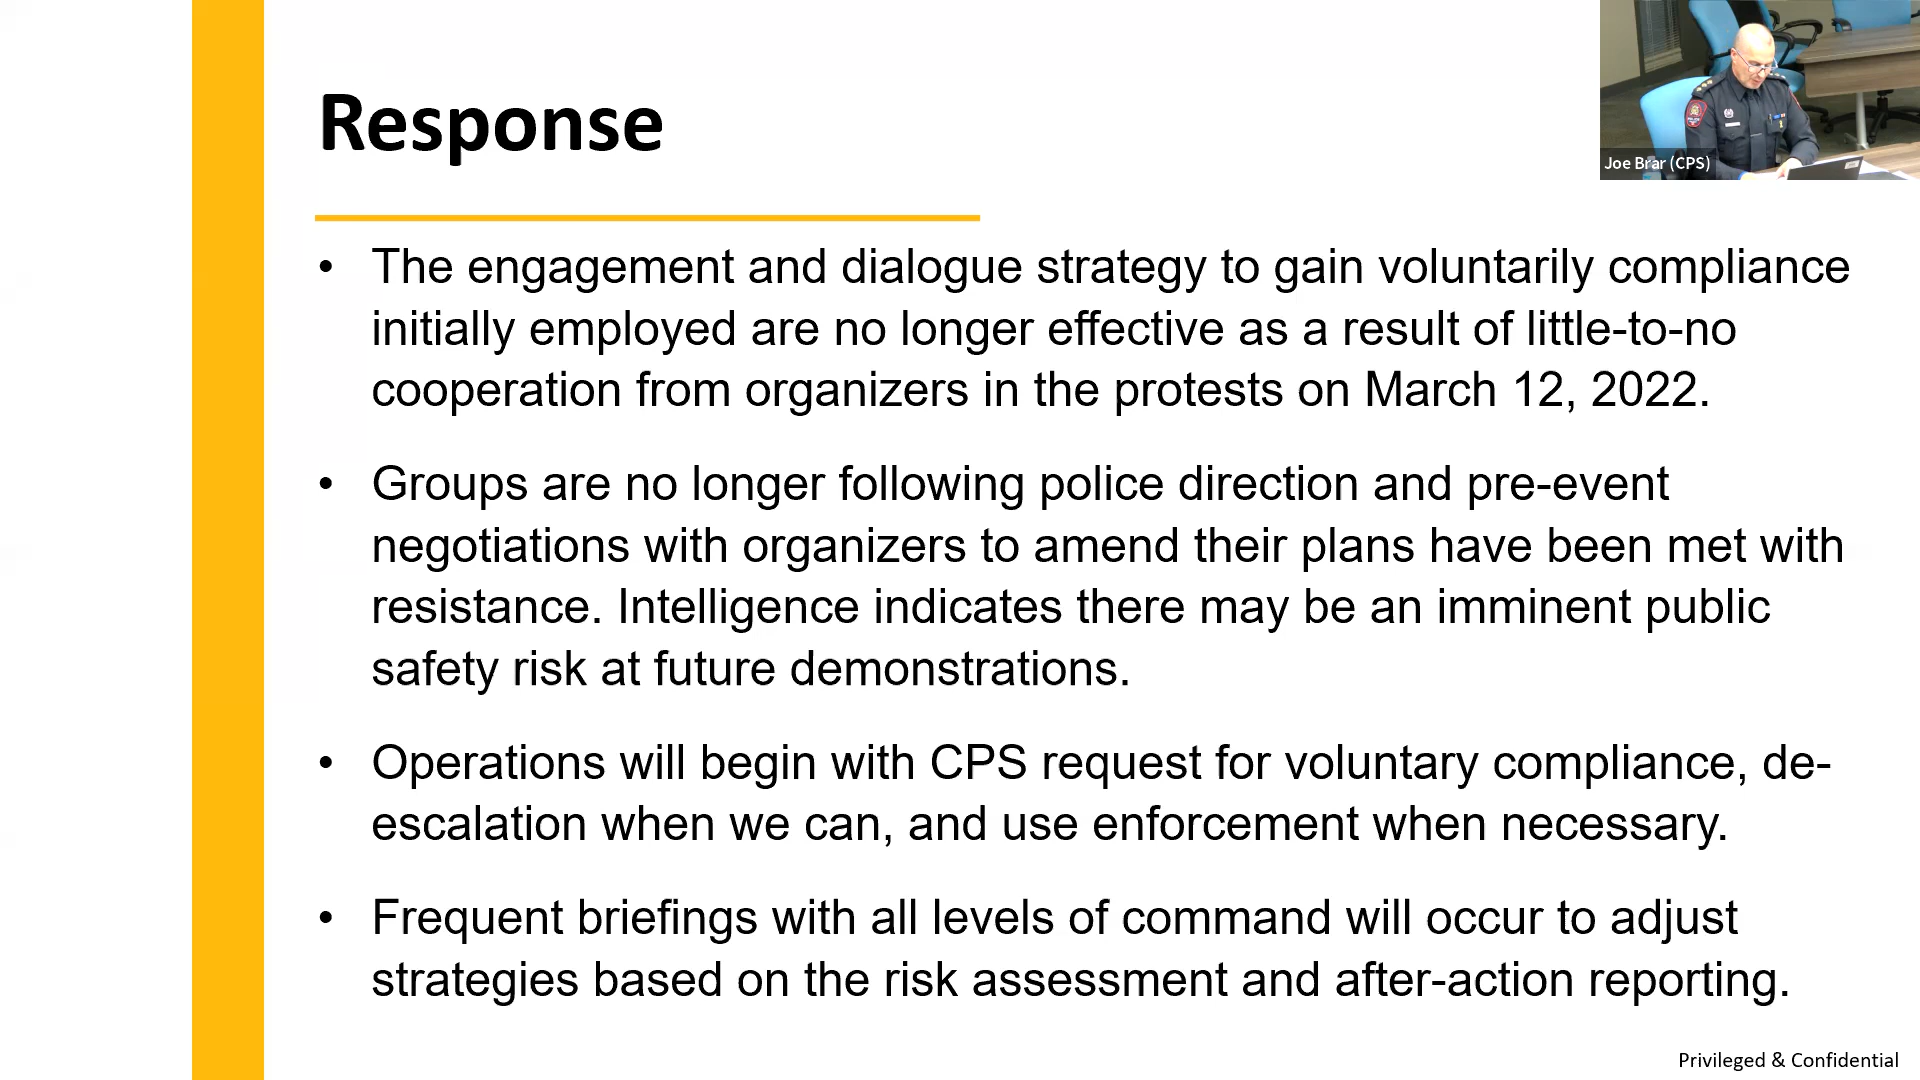 Response
Joe Brar (CPS)
• The engagement and dialogue strategy to gain voluntarily compliance
initially employed are no longer effective as a result of little-to-no
cooperation from organizers in the protests on March 12, 2022.
• Groups are no longer following police direction and pre-event
negotiations with organizers to amend their plans have been met with
resistance. Intelligence indicates there may be an imminent public
safety risk at future demonstrations.
• Operations will begin with CPS request for voluntary compliance, de-
escalation when we can, and use enforcement when necessary.
• Frequent briefings with all levels of command will occur to adjust
strategies based on the risk assessment and after-action reporting.
Privileged & Confidential